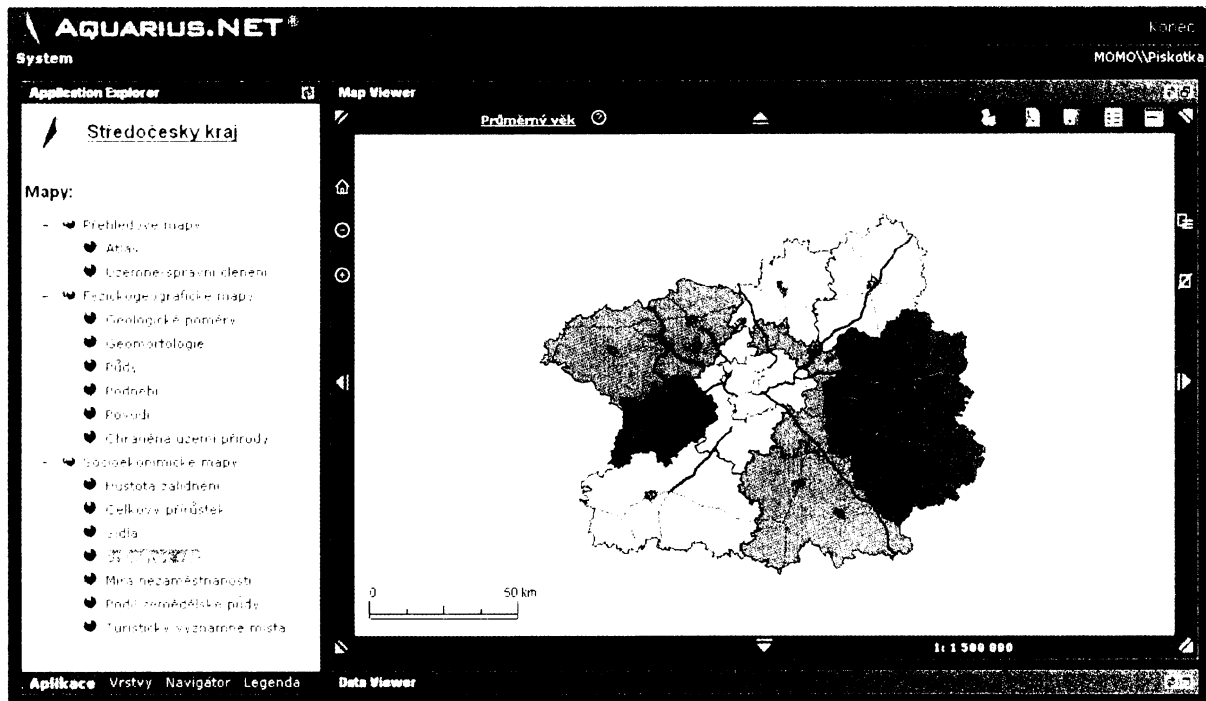 AQUARIUS.NET®
Konec
System
MOMO\\Piskotka
Application Explorer
Středočesky kraj
Mapy:
Přehledové mapy
Atlas
Územně-správní členění
Fyzickogeografické mapy
Geologické poměry
Geomorfologie
Půdy
Podnebí
Povodí
Chráněná území přírody
Socioekonimické mapy
Hustota zalidnění
Celkový přírůstek
Sídla
Míra nezaměstnanosti
Podíl zemědělské půdy
Turisticky významné místa
Aplikace Vrstvy Navigátor Legenda
Map Viewer
Průměrný věk ?
0 50 km
1: 1 500 000
Data Viewer